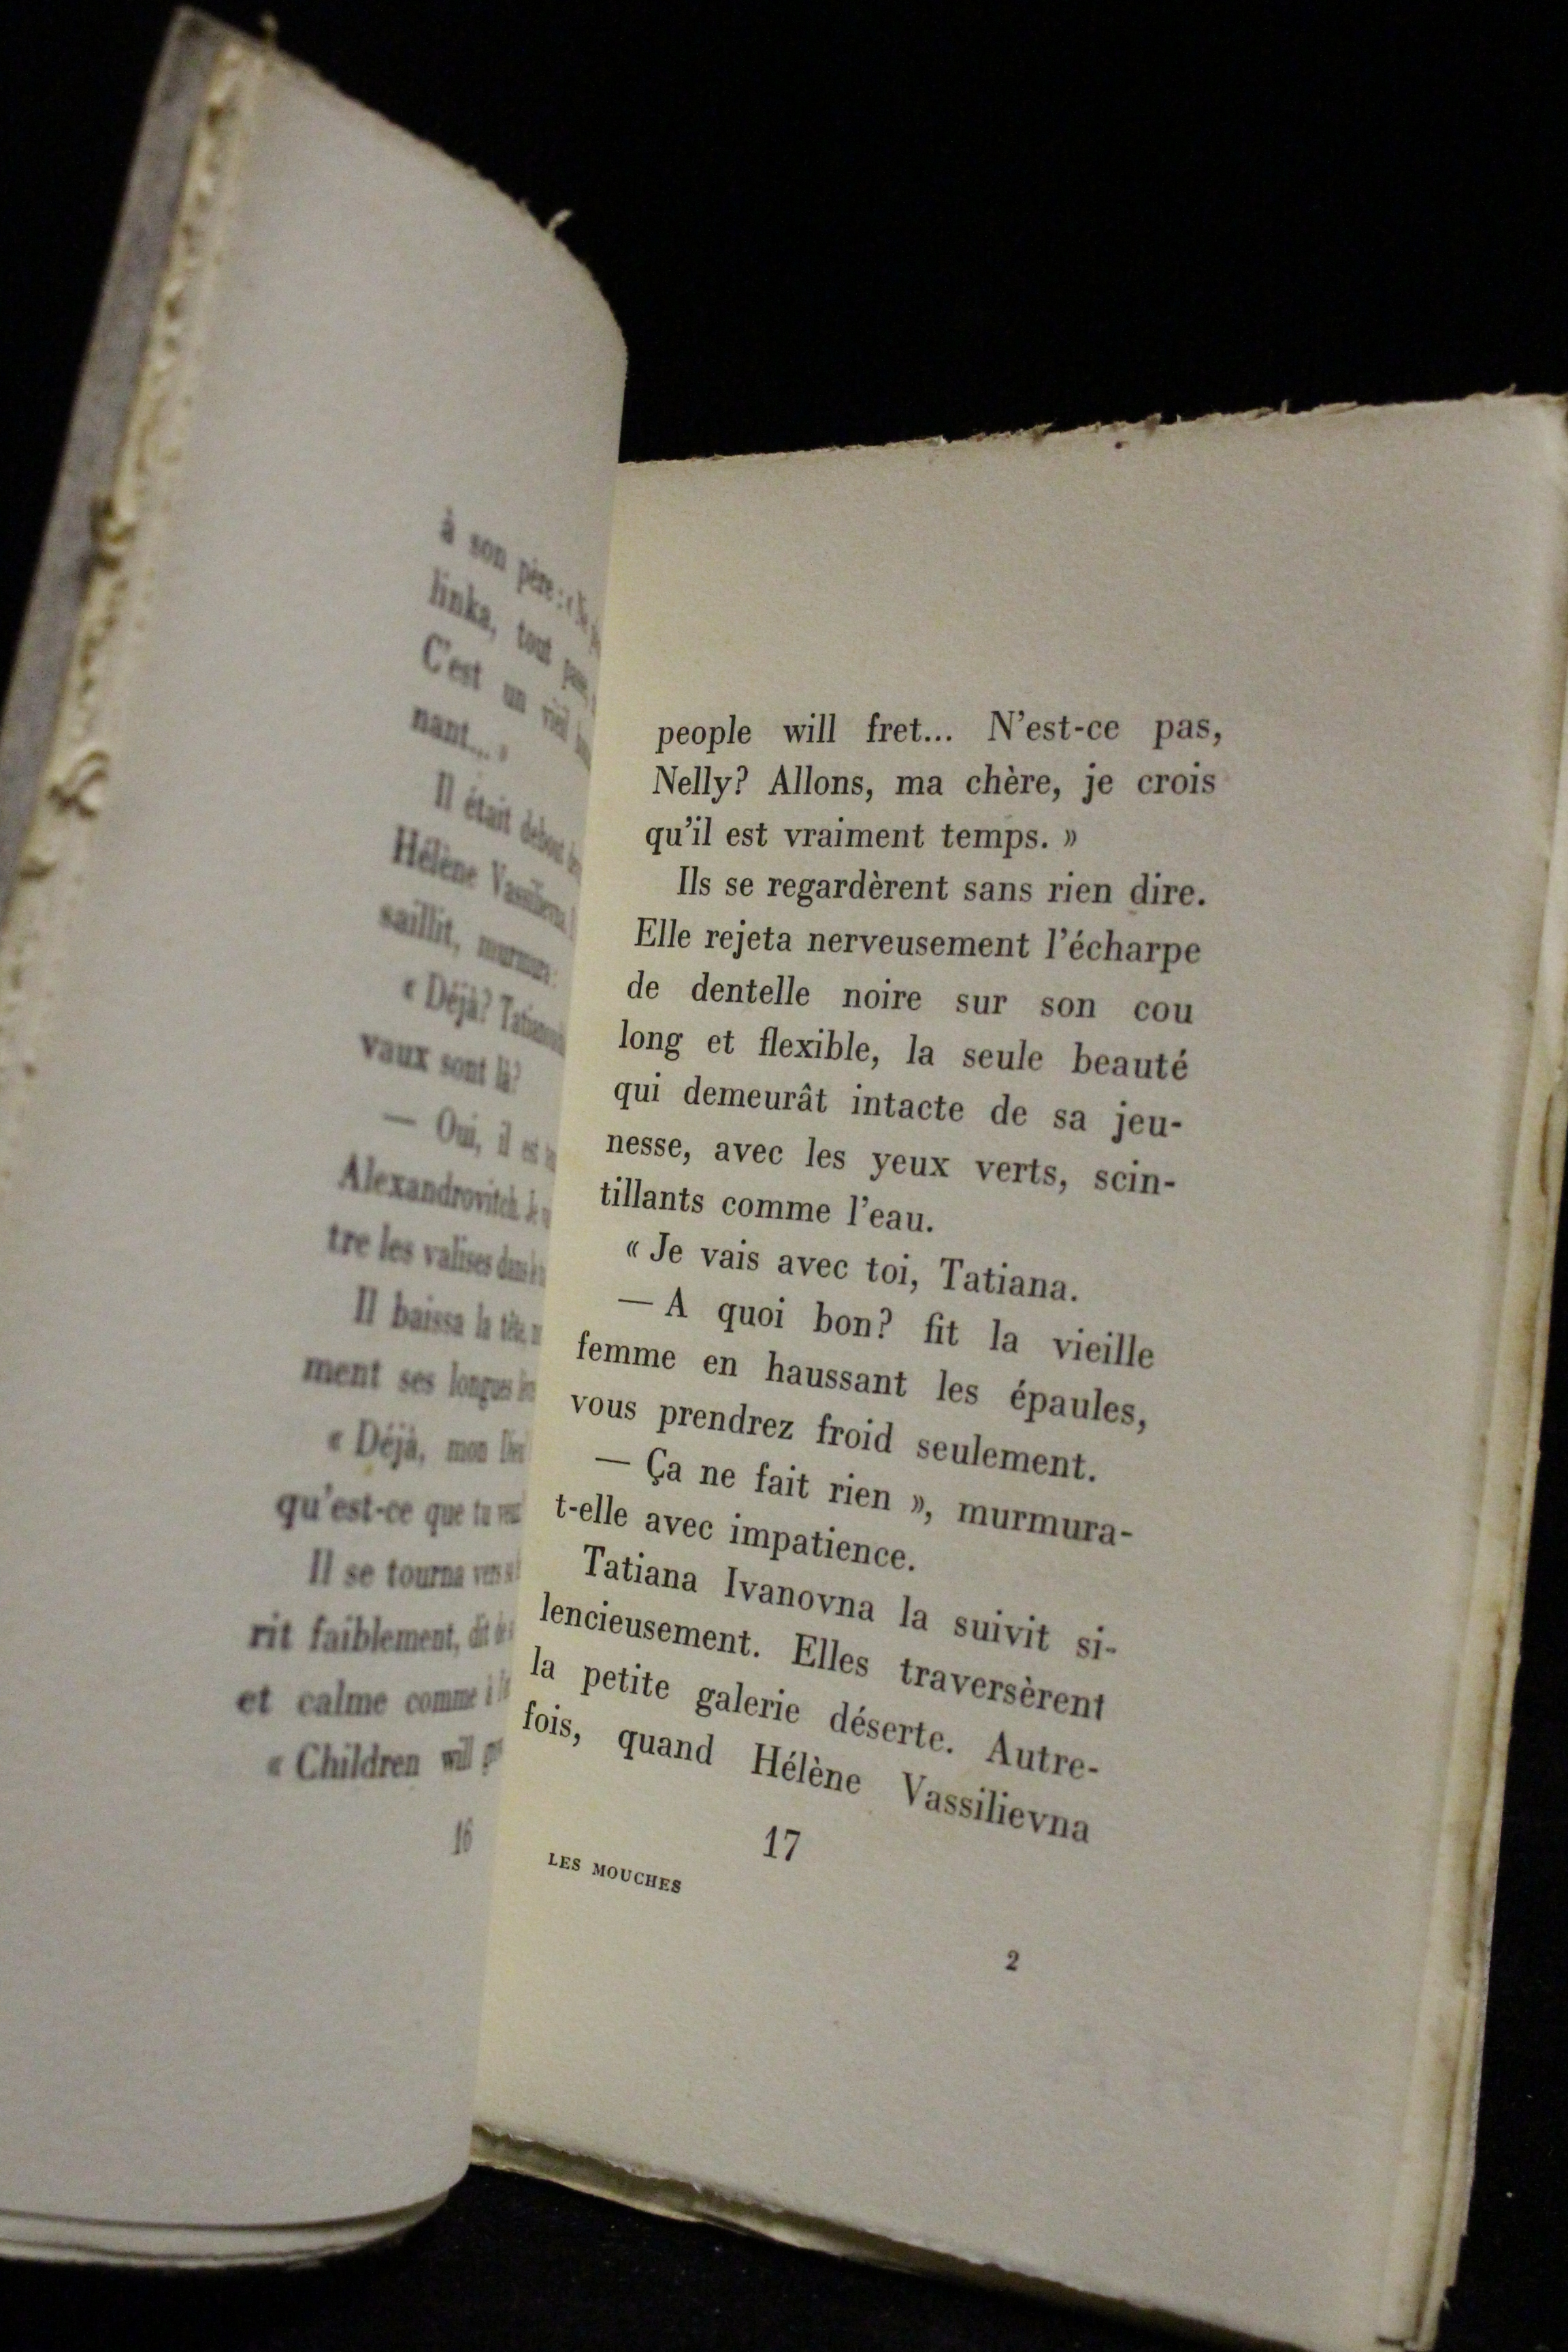 à son père :
linka, tout
C'est un vieil
nant... »
Il était debout
Hélène Vassilievna
saillit, murmura :
« Déjà? Tatiana
vaux sont là?
— Oui, il est
Alexandrovitch.
tre les valises dans
Il baissa la tête,
ment ses longues
« Déjà, mon
qu'est-ce que tu
Il se tourna vers
rit faiblement, dit
et calme comme
« Children will
16
people will fret... N'est-ce pas,
Nelly? Allons, ma chère, je crois
qu'il est vraiment temps. »
Ils se regardèrent sans rien dire.
Elle rejeta nerveusement l'écharpe
de dentelle noire sur son cou
long et flexible, la seule beauté
qui demeurât intacte de sa jeu-
nesse, avec les yeux verts, scin-
tillants comme l'eau.
« Je vais avec toi, Tatiana.
— A quoi bon? fit la vieille
femme en haussant les épaules,
vous prendrez froid seulement.
— Ça ne fait rien », murmura-
t-elle avec impatience.
Tatiana Ivanovna la suivit si-
lencieusement. Elles traversèrent
la petite galerie déserte. Autre-
fois, quand Hélène Vassilievna
17
LES MOUCHES
2